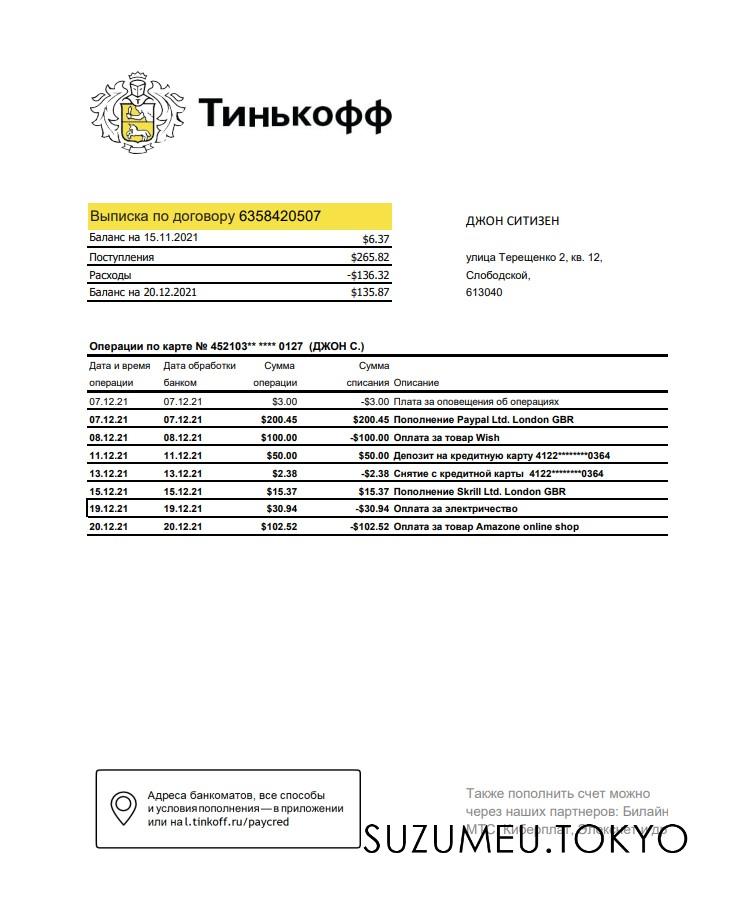 Тинькофф
Выписка по договору 6358420507
Баланс на 15.11.2021 $6.37
Поступления $265.82
Расходы -$136.32
Баланс на 20.12.2021 $135.87
ДЖОН СИТИЗЕН
улица Терещенко 2, кв. 12,
Слободской,
613040
Операции по карте № 452103** **** 0127 (ДЖОН С.)
Дата и время Дата обработки Сумма Сумма
операции банком операции списания Описание
07.12.21 07.12.21 $3.00 -$3.00 Плата за оповещения об операциях
07.12.21 07.12.21 $200.45 $200.45 Пополнение Paypal Ltd. London GBR
08.12.21 08.12.21 $100.00 -$100.00 Оплата за товар Wish
11.12.21 11.12.21 $50.00 $50.00 Депозит на кредитную карту 4122********0364
13.12.21 13.12.21 $2.38 -$2.38 Снятие с кредитной карты 4122********0364
15.12.21 15.12.21 $15.37 $15.37 Пополнение Skrill Ltd. London GBR
19.12.21 19.12.21 $30.94 -$30.94 Оплата за электричество
20.12.21 20.12.21 $102.52 -$102.52 Оплата за товар Amazone online shop
Адреса банкоматов, все способы
и условия пополнения — в приложении
или на l.tinkoff.ru/paycred
Также пополнить счет можно
через наших партнеров: Билайн
МТС, Киберплат, Элекснет и др
SUZUMEU.TOKYO